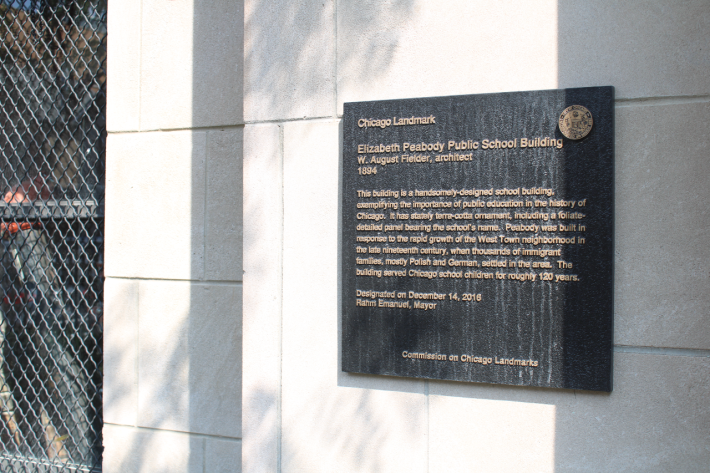 Chicago Landmark
Elizabeth Peabody Public School Building
W. August Fiedler, architect
1894
This building is a handsomely-designed school building,
exemplifying the importance of public education in the history of
Chicago. It has stately terra-cotta ornament, including a foliate-
detailed panel bearing the school's name. Peabody was built in
response to the rapid growth of the West Town neighborhood in
the late nineteenth century, when thousands of immigrant
families, mostly Polish and German, settled in the area. The
building served Chicago school children for roughly 120 years.
Designated on December 14, 2016
Rahm Emanuel, Mayor
Commission on Chicago Landmarks